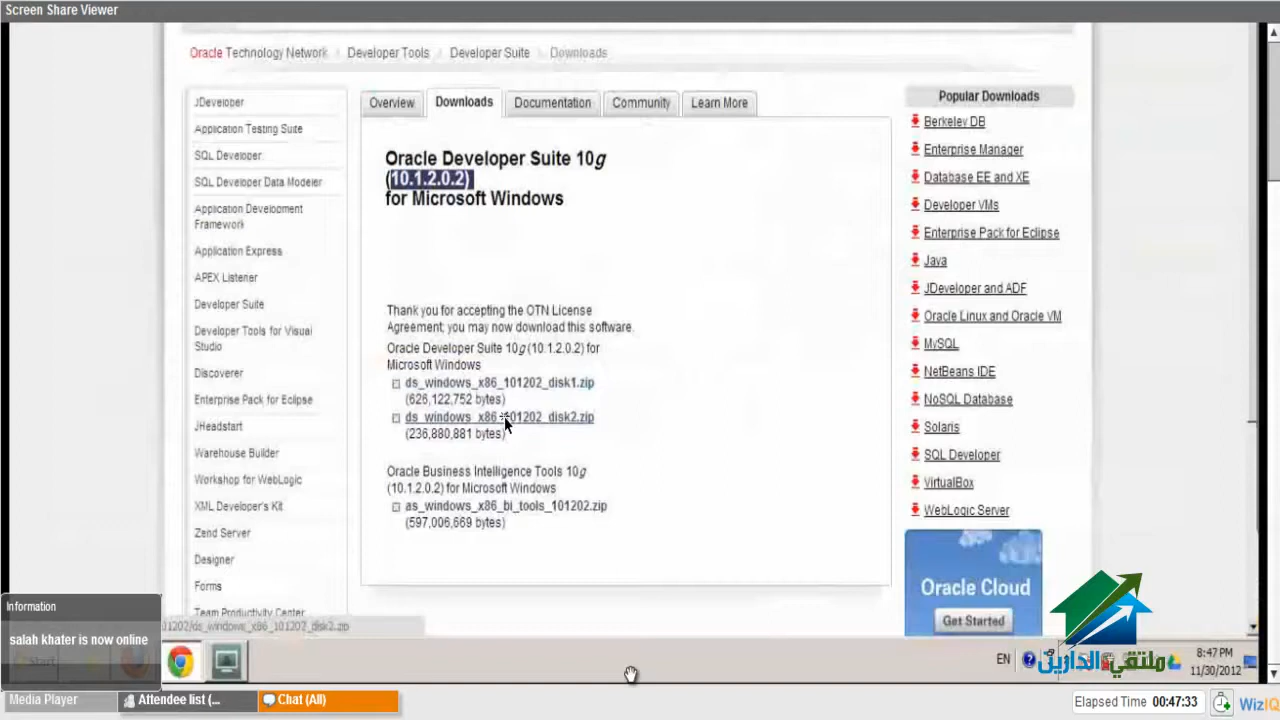 Screen Share Viewer
Oracle Technology Network
Developer Tools
Developer Suite
Downloads
JDeveloper
Application Testing Suite
SQL Developer
SQL Developer Data Modeler
Application Development
Framework
Application Express
APEX Listener
Developer Suite
Developer Tools for Visual
Studio
Discoverer
Enterprise Pack for Eclipse
JHeadstart
Warehouse Builder
Workshop for WebLogic
XML Developer's Kit
Zend Server
Designer
Forms
Team Productivity Center
Overview
Downloads
Documentation
Community
Learn More
Oracle Developer Suite 10g
(10.1.2.0.2)
for Microsoft Windows
Thank you for accepting the OTN License
Agreement; you may now download this software.
Oracle Developer Suite 10g (10.1.2.0.2) for
Microsoft Windows
ds_windows_x86_101202_disk1.zip
(626,122,752 bytes)
ds_windows_x86_101202_disk2.zip
(236,880,881 bytes)
Oracle Business Intelligence Tools 10g
(10.1.2.0.2) for Microsoft Windows
as_windows_x86_bi_tools_101202.zip
(597,006,669 bytes)
Popular Downloads
Berkeley DB
Enterprise Manager
Database EE and XE
Developer VMs
Enterprise Pack for Eclipse
Java
JDeveloper and ADF
Oracle Linux and Oracle VM
MySQL
NetBeans IDE
NoSQL Database
Solaris
SQL Developer
VirtualBox
WebLogic Server
Oracle Cloud
Get Started
ملتقي الدارين
Information
salah khater is now online
101202/ds_windows_x86_101202_disk2.zip
Start
EN
8:47 PM
11/30/2012
Media Player
Attendee list (...
Chat (All)
Elapsed Time 00:47:33
WizIQ